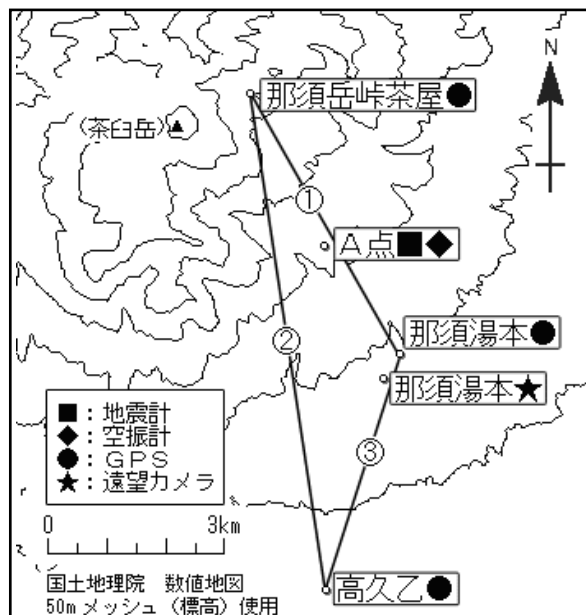 N
那須岳峠茶屋●
(茶臼岳)▲
①
A点■◆
②
那須湯本●
那須湯本★
③
■：地震計
◆：空振計
●：GPS
★：遠望カメラ
0 3km
国土地理院 数値地図
50mメッシュ（標高）使用
高久乙●